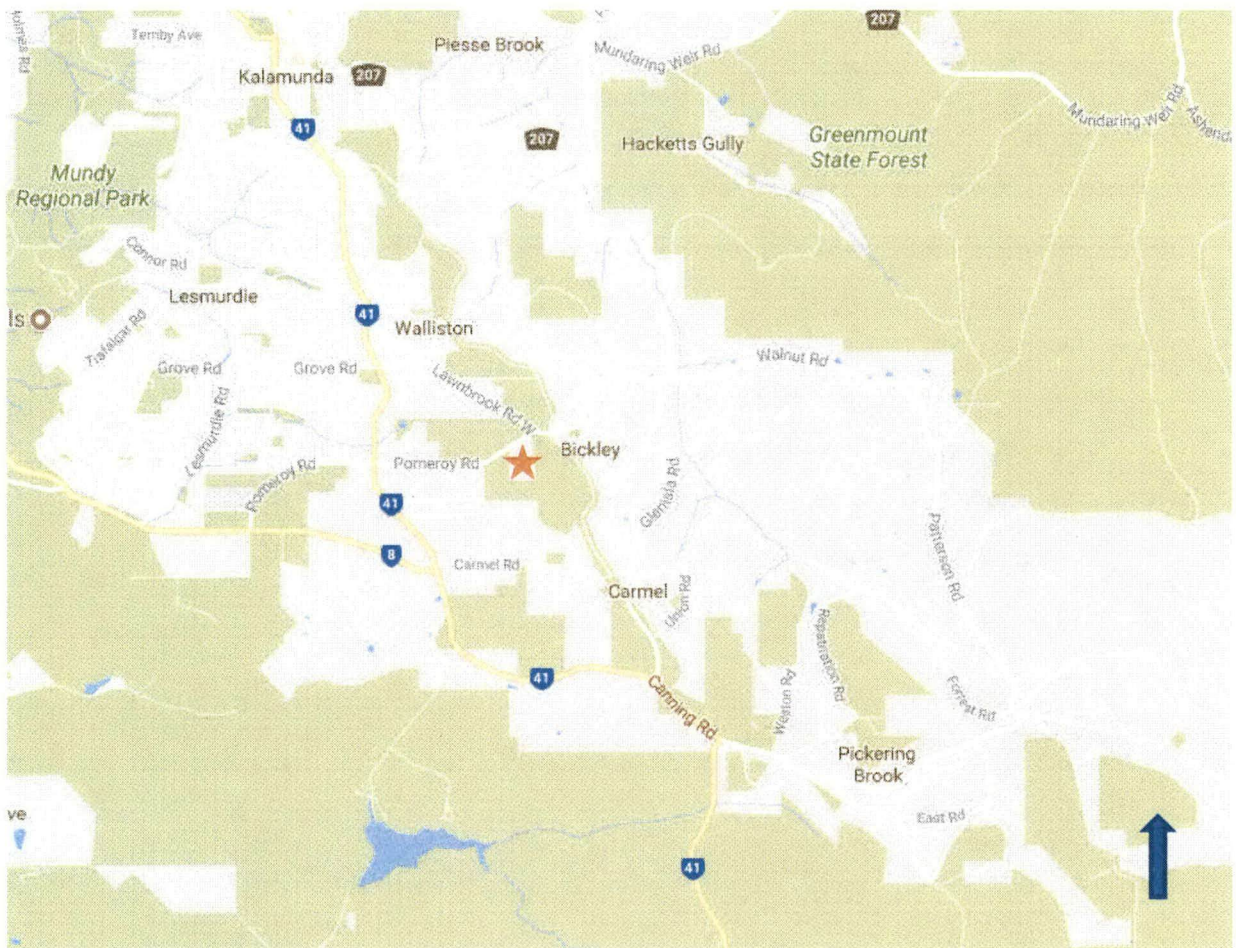 Temby Ave
Piesse Brook
207
Mundaring Weir Rd
Kalamunda
207
41
207
Hacketts Gully
Greenmount
State Forest
Mundaring Weir Rd
Mundy
Regional Park
Connor Rd
Lesmurdie
ls
41
Walliston
Trafalgar Rd
Grove Rd
Grove Rd
Walnut Rd
Lawnbrook Rd W
Lesmurdie Rd
Bickley
Pomeroy Rd
Pomeroy Rd
Glenisla Rd
41
8
Patterson Rd
Carmel Rd
Carmel
Union Rd
Repatriation Rd
41
Canning Rd
Weston Rd
Forrest Rd
Pickering
Brook
ve
East Rd
41